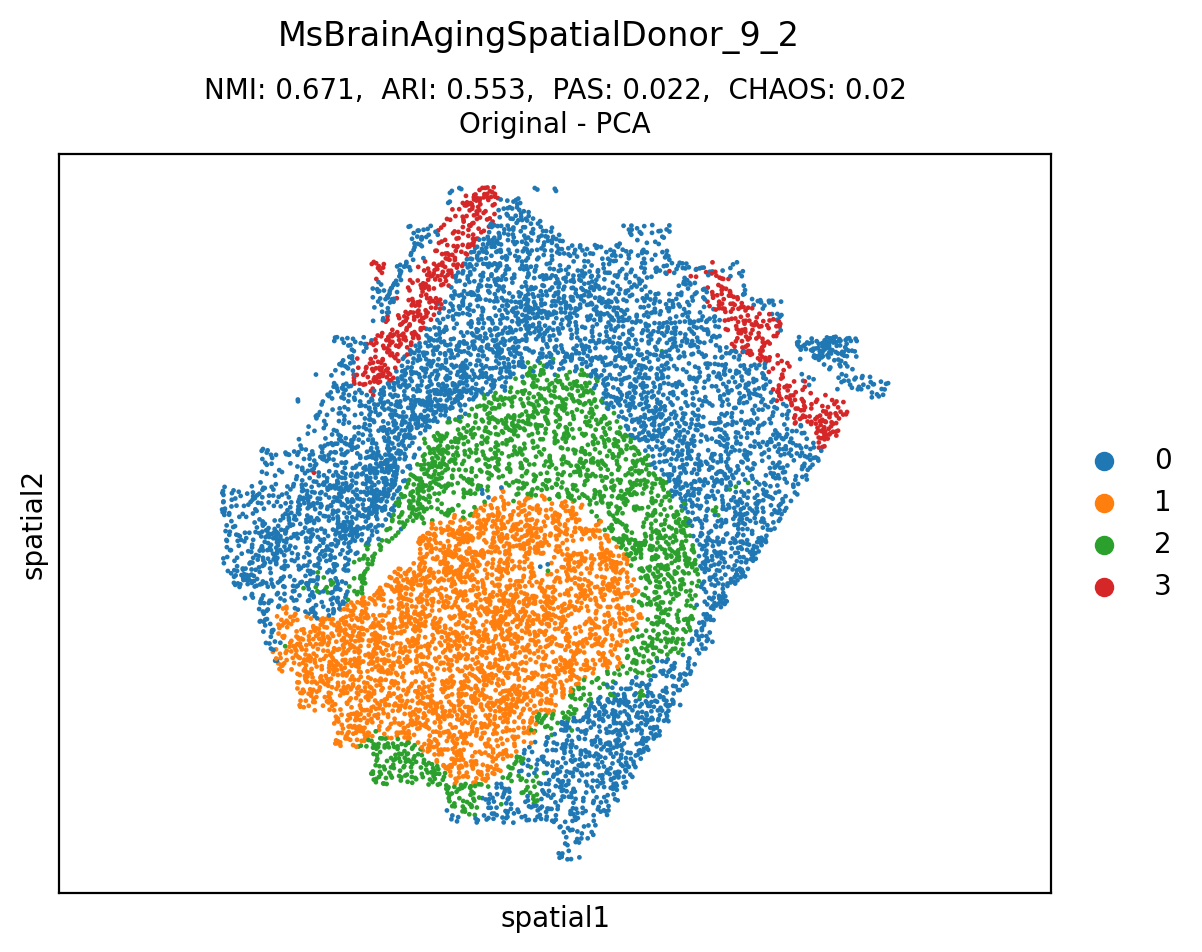 MsBrainAgingSpatialDonor_9_2
NMI: 0.671,  ARI: 0.553,  PAS: 0.022,  CHAOS: 0.02
Original - PCA
spatial2
0
1
2
3
spatial1